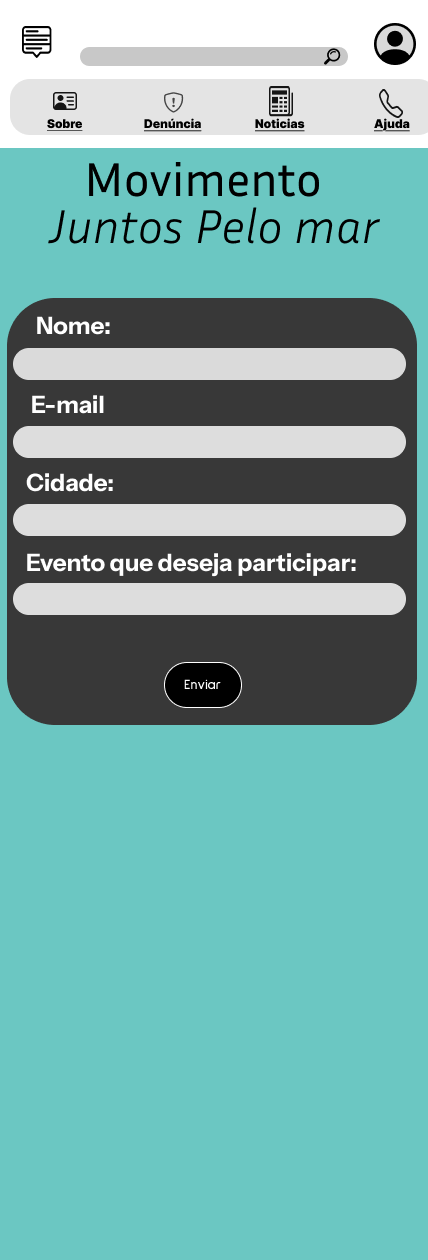 Sobre
Denúncia
Noticias
Ajuda
Movimento
Juntos Pelo mar
Nome:
E-mail
Cidade:
Evento que deseja participar:
Enviar